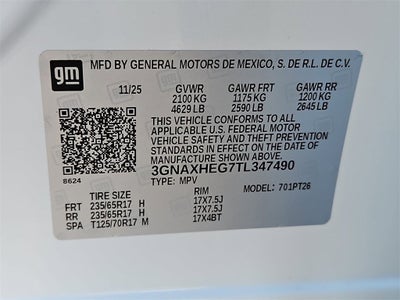 gm MFD BY GENERAL MOTORS DE MEXICO, S. DE R.L. DE C.V.
11/25 GVWR GAWR FRT GAWR RR
2100 KG 1175 KG 1200 KG
4629 LB 2590 LB 2645 LB
THIS VEHICLE CONFORMS TO ALL
APPLICABLE U.S. FEDERAL MOTOR
VEHICLE SAFETY AND THEFT PREVENTION
STANDARDS IN EFFECT ON THE DATE OF
MANUFACTURE SHOWN ABOVE.
3GNAXHEG7TL347490
8624 TYPE: MPV MODEL: 701PT26
TIRE SIZE RIM
FRT 235/65R17 H 17X7.5J
RR 235/65R17 H 17X7.5J
SPA T125/70R17 M 17X4BT